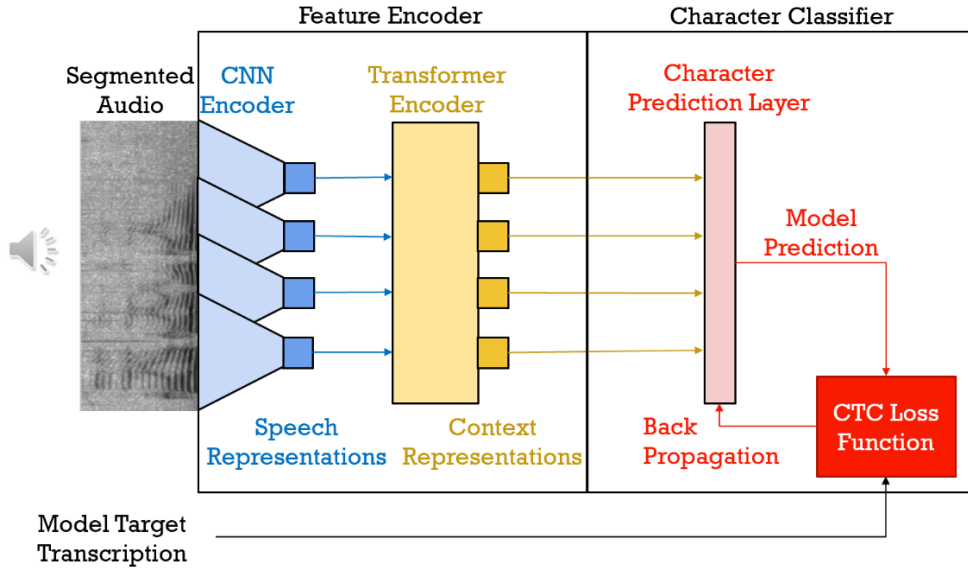 Feature Encoder
Character Classifier
Segmented
Audio
CNN
Encoder
Transformer
Encoder
Character
Prediction Layer
Model
Prediction
Speech
Representations
Context
Representations
Back
Propagation
CTC Loss
Function
Model Target
Transcription